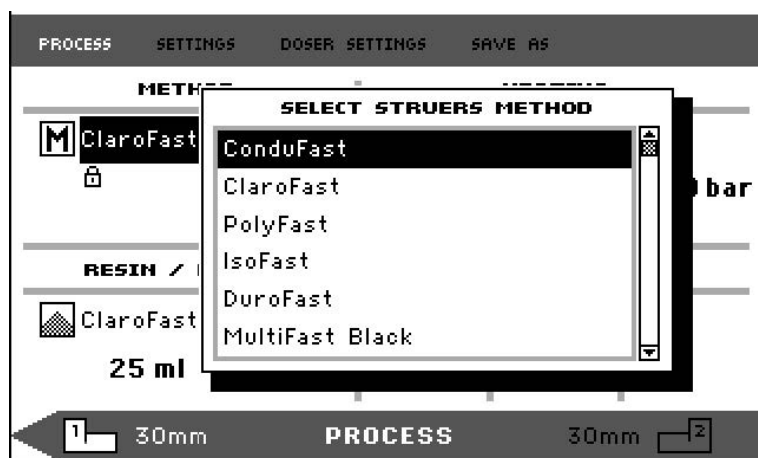 PROCESS SETTINGS DOSER SETTINGS SAVE AS
SELECT STRUERS METHOD
M ClaroFast
ConduFast
ClaroFast
PolyFast
IsoFast
DuroFast
MultiFast Black
bar
RESIN /
ClaroFast
25 ml
1 30mm PROCESS 30mm 2